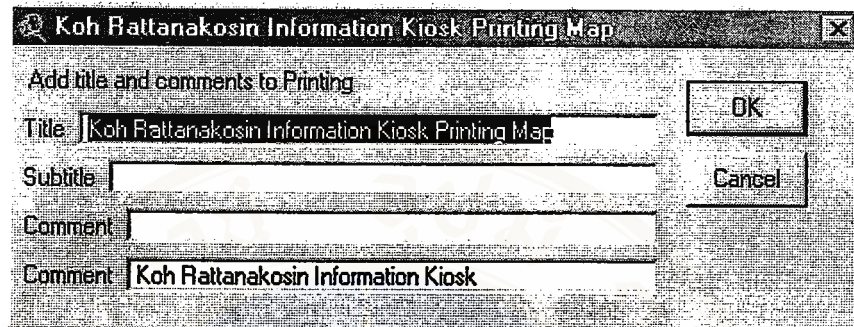 Koh Rattanakosin Information Kiosk Printing Map
Add title and comments to Printing
Title Koh Rattanakosin Information Kiosk Printing Map
OK
Subtitle
Cancel
Comment
Comment Koh Rattanakosin Information Kiosk